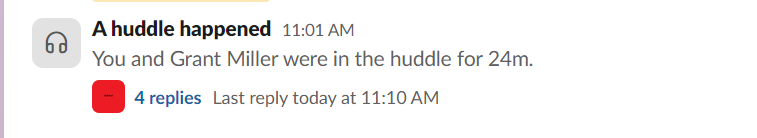 A huddle happened 11:01 AM
You and Grant Miller were in the huddle for 24m.
4 replies Last reply today at 11:10 AM